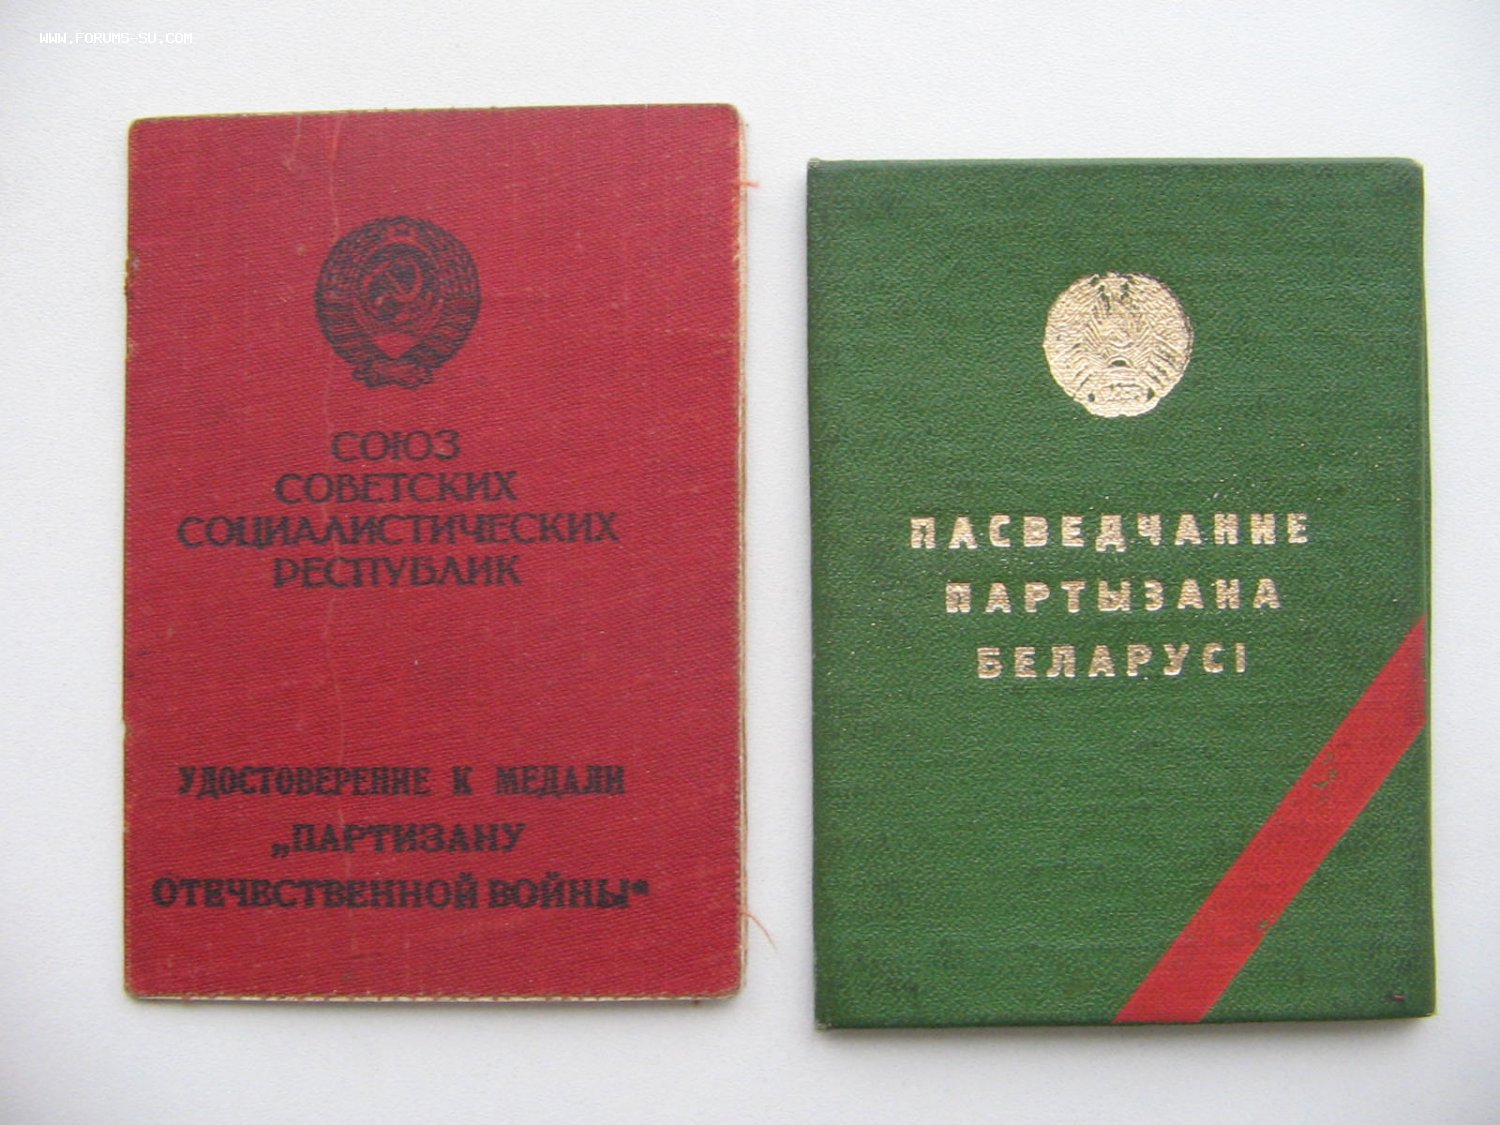 WWW.FORUMS-SU.COM
СОЮЗ
СОВЕТСКИХ
СОЦИАЛИСТИЧЕСКИХ
РЕСПУБЛИК
УДОСТОВЕРЕНИЕ К МЕДАЛИ
„ПАРТИЗАНУ
ОТЕЧЕСТВЕННОЙ ВОЙНЫ“
ПАСВЕДЧАННЕ
ПАРТЫЗАНА
БЕЛАРУСІ